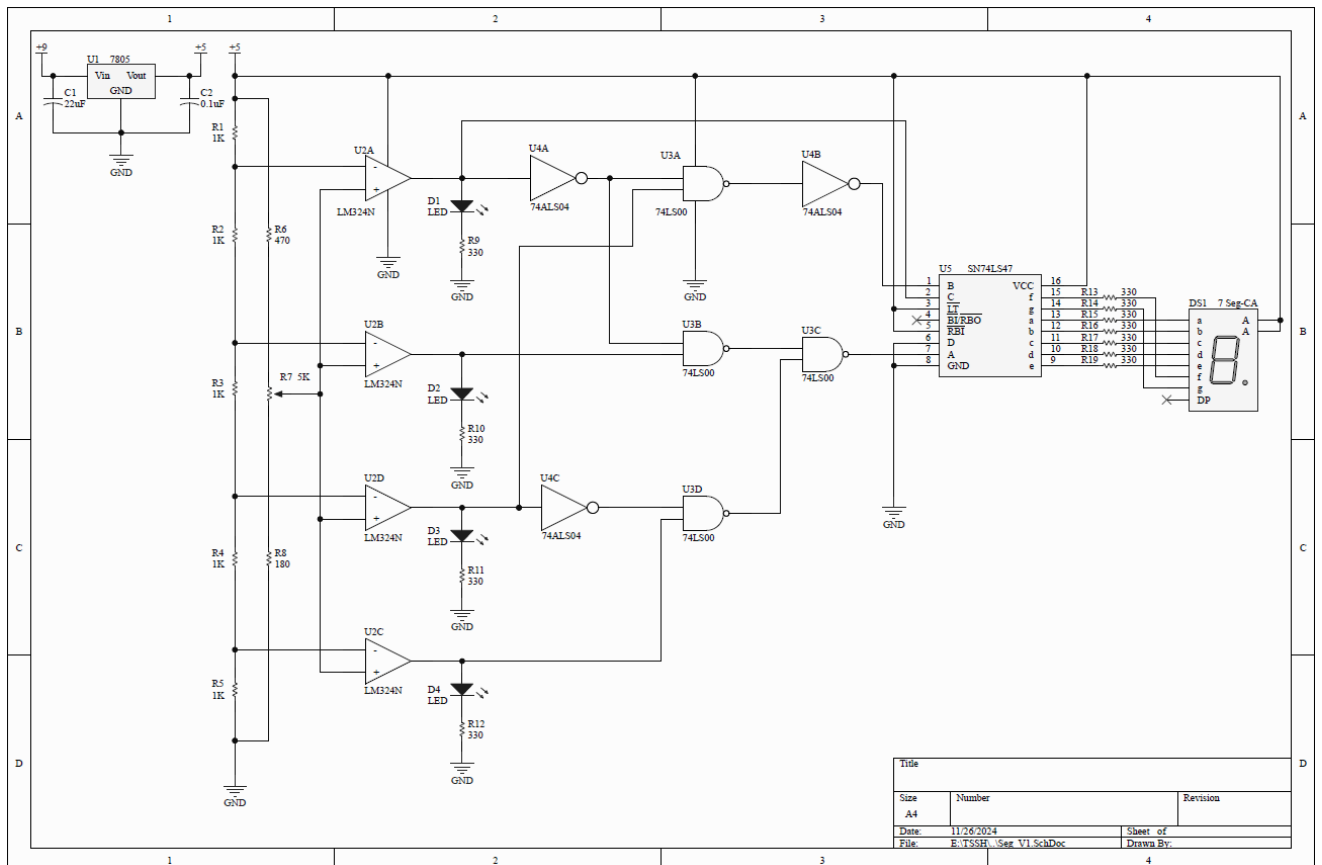 1 2 3 4
+9 +5 +5
U1 7805
Vin Vout
GND
C1
22uF
C2
0.1uF
GND
A A
R1
1K
U2A
-
+
LM324N
U4A
74ALS04
U3A
74LS00
U4B
74ALS04
D1
LED
R9
330
GND
GND
GND
R2
1K
R6
470
B B
U2B
-
+
LM324N
U3B
74LS00
U3C
74LS00
D2
LED
R10
330
GND
R3
1K
R7 5K
U5 SN74LS47
1 B VCC 16
2 C f 15 R13 330
3 LT g 14 R14 330
4 BI/RBO a 13 R15 330
5 RBI b 12 R16 330
6 D c 11 R17 330
7 A d 10 R18 330
8 GND e 9 R19 330
GND
DS1 7 Seg-CA
a A
b A
c
d
e
f
g
DP
U2D
-
+
LM324N
U4C
74ALS04
U3D
74LS00
D3
LED
R11
330
GND
C C
R4
1K
R8
180
U2C
-
+
LM324N
D4
LED
R12
330
GND
R5
1K
GND
D D
Title
Size Number Revision
A4
Date: 11/26/2024 Sheet of
File: E:\TSSH\..\Seg_V1.SchDoc Drawn By:
1 2 3 4